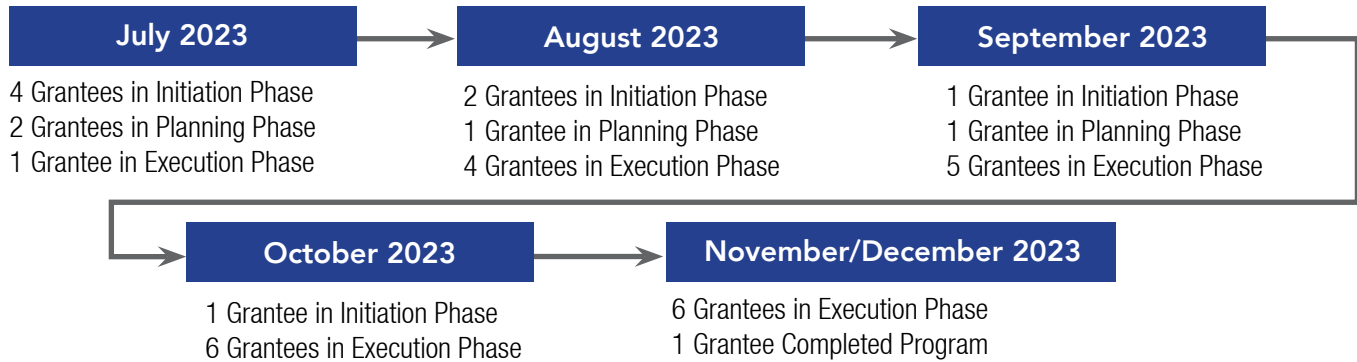 July 2023
4 Grantees in Initiation Phase
2 Grantees in Planning Phase
1 Grantee in Execution Phase
August 2023
2 Grantees in Initiation Phase
1 Grantee in Planning Phase
4 Grantees in Execution Phase
September 2023
1 Grantee in Initiation Phase
1 Grantee in Planning Phase
5 Grantees in Execution Phase
October 2023
1 Grantee in Initiation Phase
6 Grantees in Execution Phase
November/December 2023
6 Grantees in Execution Phase
1 Grantee Completed Program